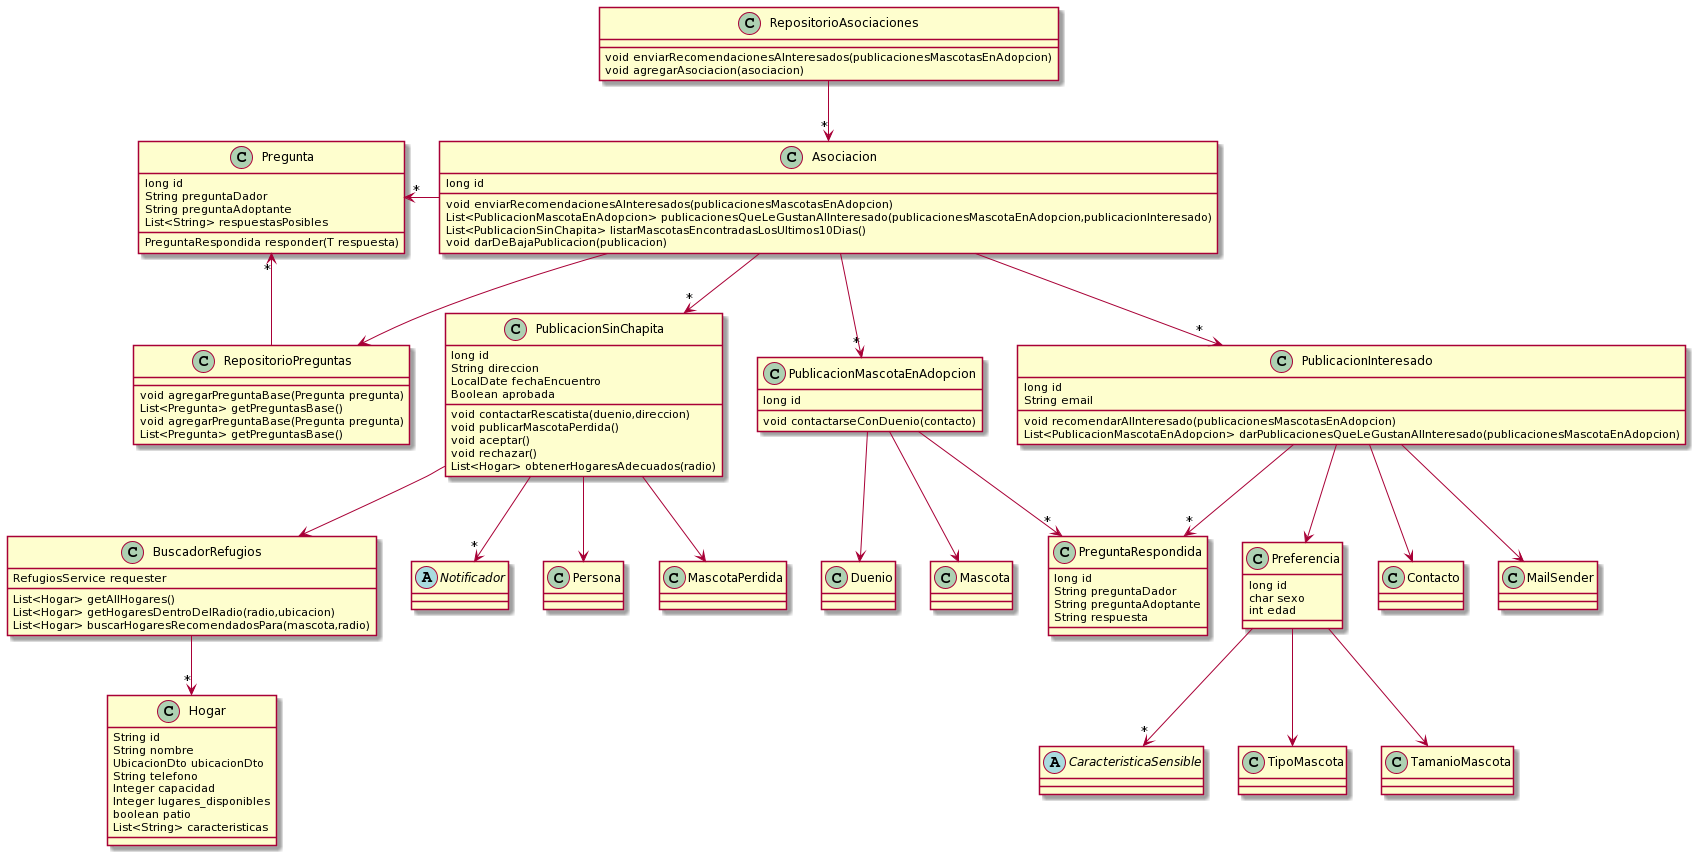 C RepositorioAsociaciones
void enviarRecomendacionesAInteresados(publicacionesMascotasEnAdopcion)
void agregarAsociacion(asociacion)
*
C Pregunta
long id
String preguntaDador
String preguntaAdoptante
List<String> respuestasPosibles
PreguntaRespondida responder(T respuesta)
*
C Asociacion
long id
void enviarRecomendacionesAInteresados(publicacionesMascotasEnAdopcion)
List<PublicacionMascotaEnAdopcion> publicacionesQueLeGustanAlInteresado(publicacionesMascotaEnAdopcion,publicacionInteresado)
List<PublicacionSinChapita> listarMascotasEncontradasLosUltimos10Dias()
void darDeBajaPublicacion(publicacion)
*
*
*
*
C RepositorioPreguntas
void agregarPreguntaBase(Pregunta pregunta)
List<Pregunta> getPreguntasBase()
void agregarPreguntaBase(Pregunta pregunta)
List<Pregunta> getPreguntasBase()
C PublicacionSinChapita
long id
String direccion
LocalDate fechaEncuentro
Boolean aprobada
void contactarRescatista(duenio,direccion)
void publicarMascotaPerdida()
void aceptar()
void rechazar()
List<Hogar> obtenerHogaresAdecuados(radio)
C PublicacionMascotaEnAdopcion
long id
void contactarseConDuenio(contacto)
C PublicacionInteresado
long id
String email
void recomendarAlInteresado(publicacionesMascotasEnAdopcion)
List<PublicacionMascotaEnAdopcion> darPublicacionesQueLeGustanAlInteresado(publicacionesMascotaEnAdopcion)
*
*
*
C BuscadorRefugios
RefugiosService requester
List<Hogar> getAllHogares()
List<Hogar> getHogaresDentroDelRadio(radio,ubicacion)
List<Hogar> buscarHogaresRecomendadosPara(mascota,radio)
A Notificador
C Persona
C MascotaPerdida
C Duenio
C Mascota
C PreguntaRespondida
long id
String preguntaDador
String preguntaAdoptante
String respuesta
C Preferencia
long id
char sexo
int edad
C Contacto
C MailSender
*
*
C Hogar
String id
String nombre
UbicacionDto ubicacionDto
String telefono
Integer capacidad
Integer lugares_disponibles
boolean patio
List<String> caracteristicas
A CaracteristicaSensible
C TipoMascota
C TamanioMascota